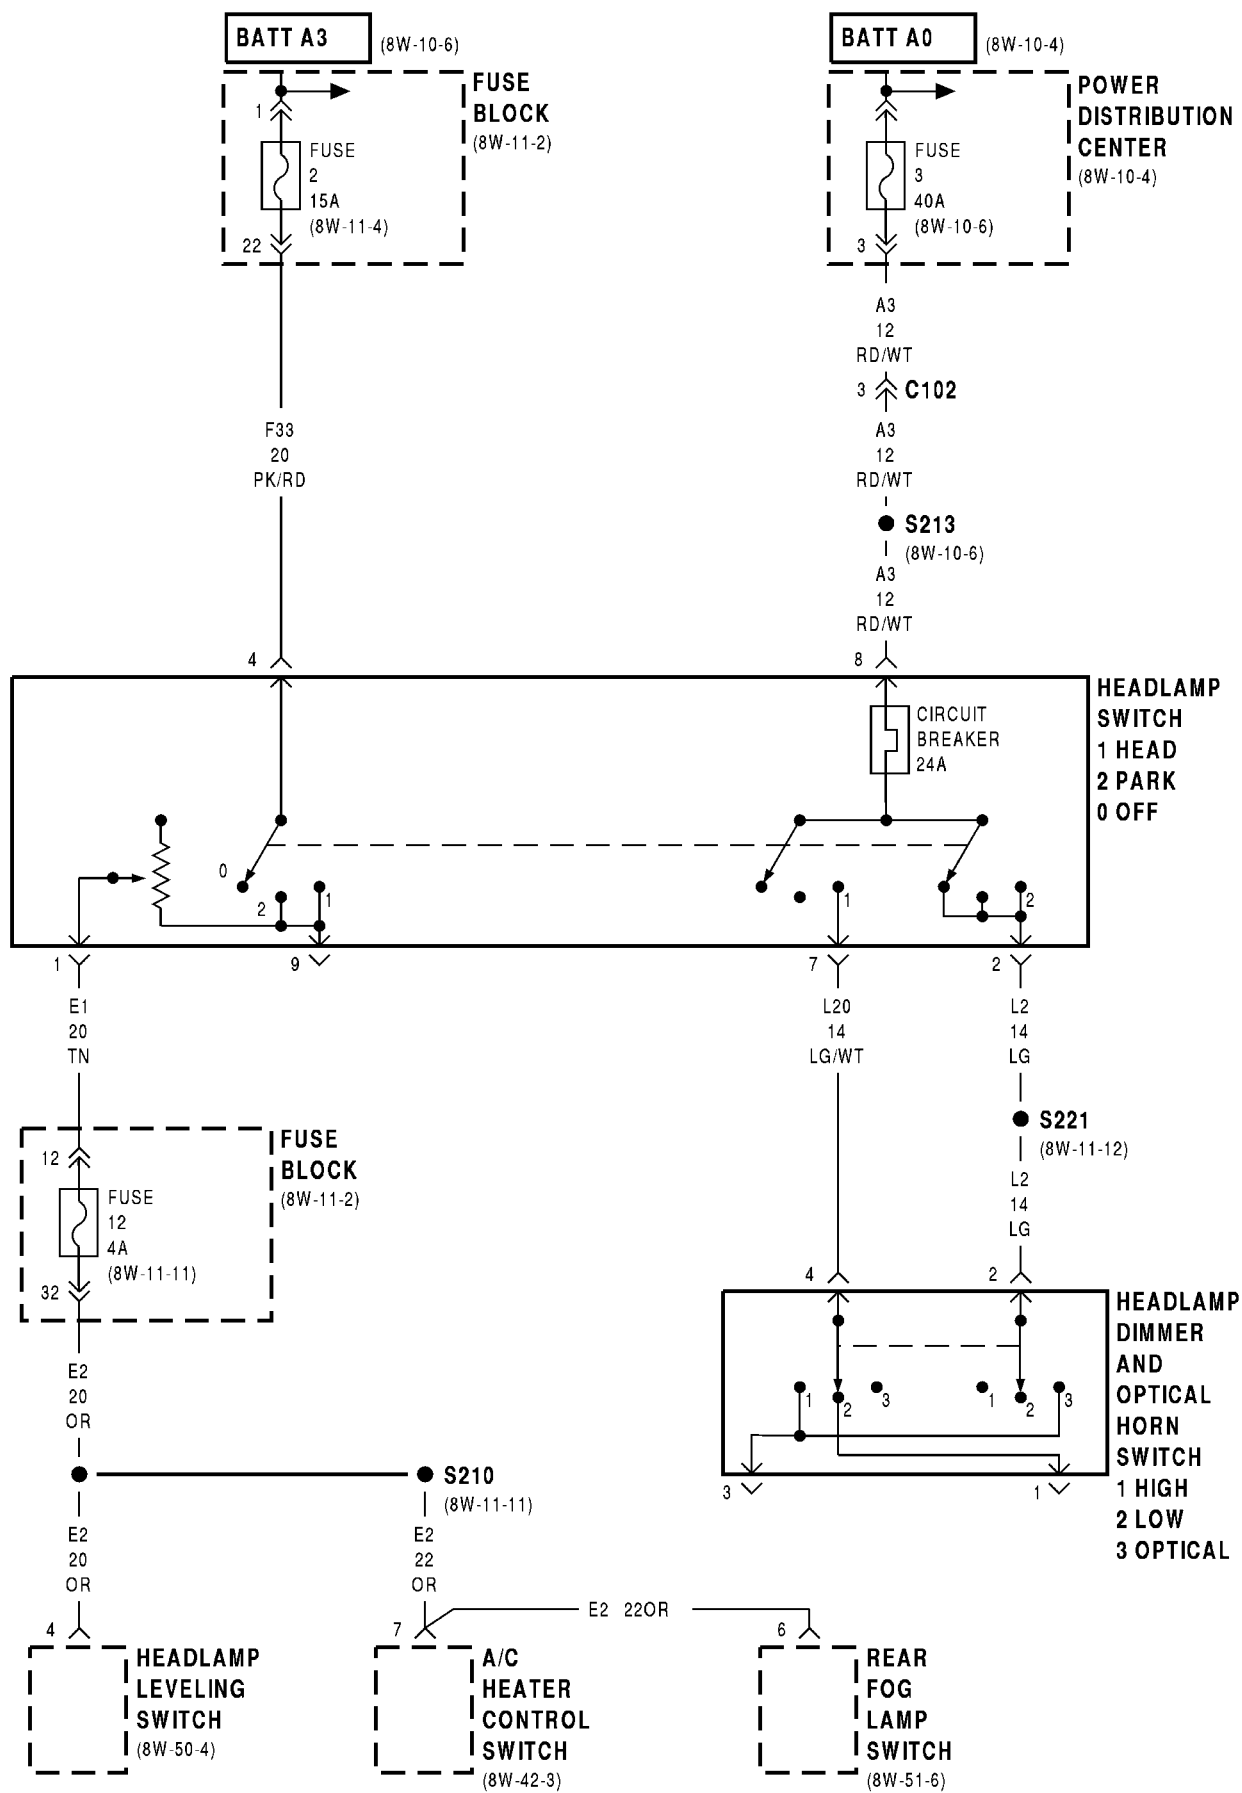 BATT A3
(8W-10-6)
BATT A0
(8W-10-4)
FUSE
BLOCK
(8W-11-2)
1
FUSE
2
15A
(8W-11-4)
22
POWER
DISTRIBUTION
CENTER
(8W-10-4)
FUSE
3
40A
(8W-10-6)
3
A3
12
RD/WT
3
C102
F33
20
PK/RD
A3
12
RD/WT
S213
(8W-10-6)
A3
12
RD/WT
4
8
HEADLAMP
SWITCH
1 HEAD
2 PARK
0 OFF
CIRCUIT
BREAKER
24A
0
2
1
1
2
1
9
7
2
E1
20
TN
L20
14
LG/WT
L2
14
LG
S221
(8W-11-12)
12
FUSE
BLOCK
(8W-11-2)
FUSE
12
4A
(8W-11-11)
32
L2
14
LG
4
2
HEADLAMP
DIMMER
AND
OPTICAL
HORN
SWITCH
1 HIGH
2 LOW
3 OPTICAL
1
2
3
1
2
3
3
1
E2
20
OR
S210
(8W-11-11)
E2
20
OR
E2
22
OR
E2 22OR
4
7
6
HEADLAMP
LEVELING
SWITCH
(8W-50-4)
A/C
HEATER
CONTROL
SWITCH
(8W-42-3)
REAR
FOG
LAMP
SWITCH
(8W-51-6)